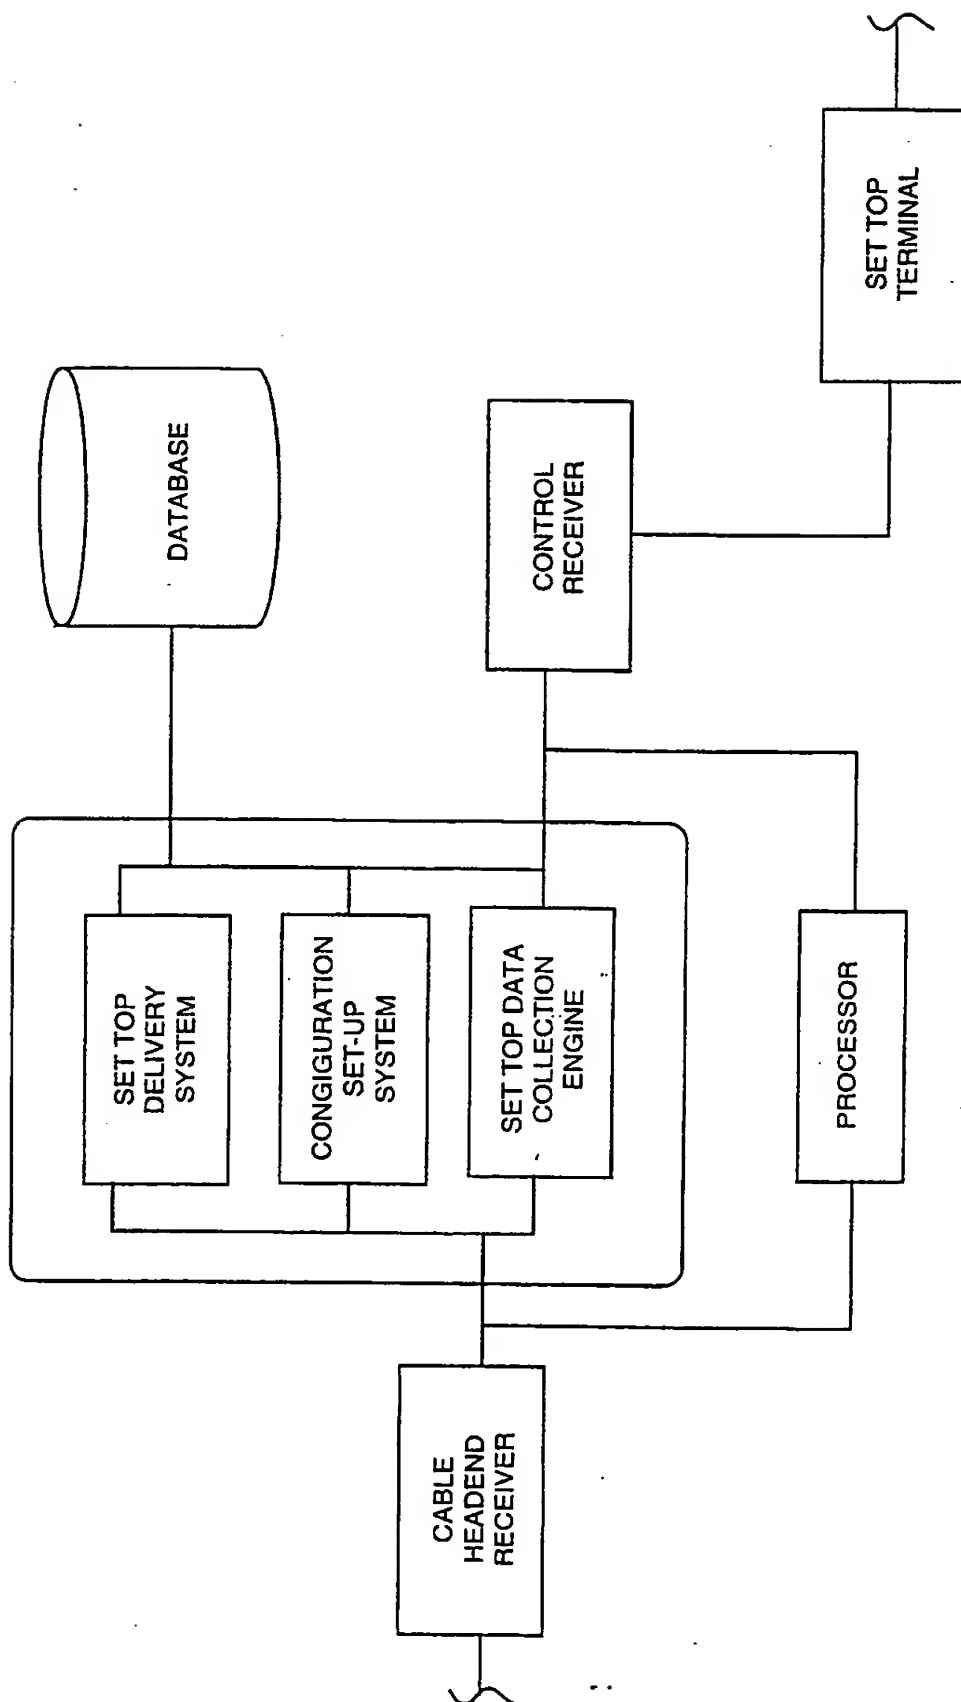 DATABASE
SET TOP
DELIVERY
SYSTEM
CONGIGURATION
SET-UP
SYSTEM
SET TOP DATA
COLLECTION
ENGINE
CABLE
HEADEND
RECEIVER
CONTROL
RECEIVER
PROCESSOR
SET TOP
TERMINAL